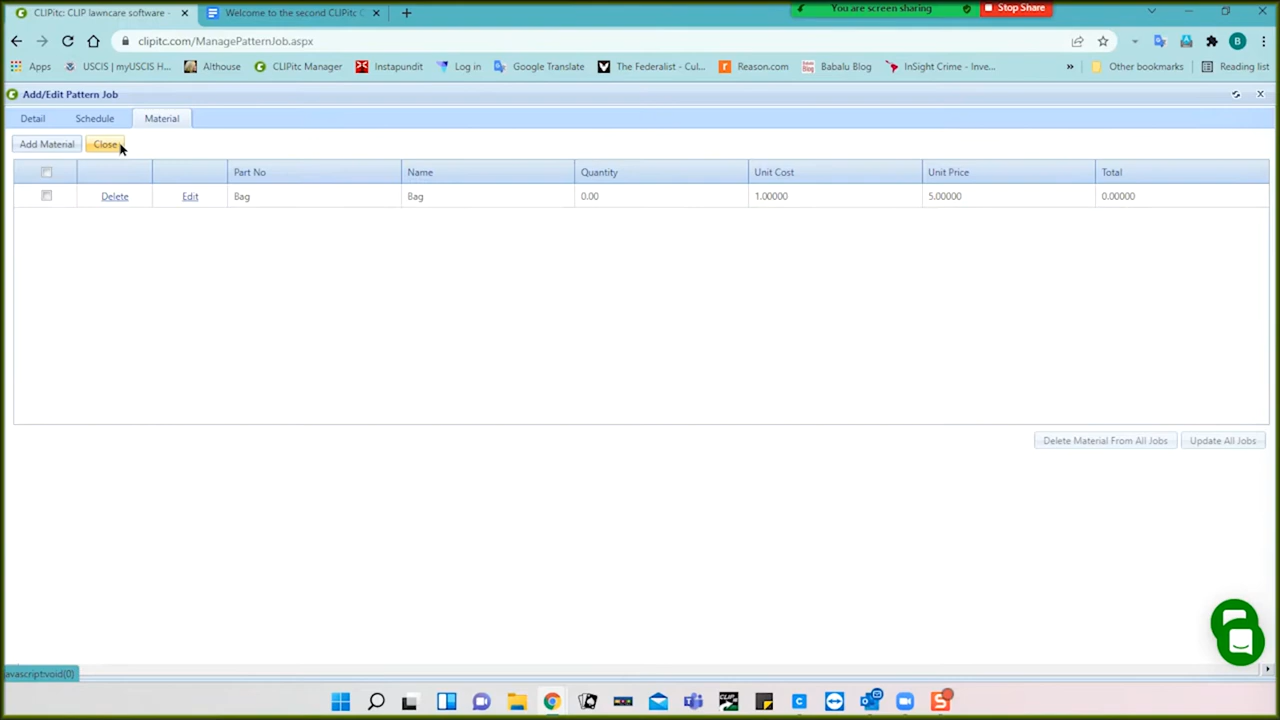 CLIPitc: CLIP lawncare software -
Welcome to the second CLIPitc C
You are screen sharing
Stop Share
clipitc.com/ManagePatternJob.aspx
B
Apps
USCIS | myUSCIS H...
Althouse
CLIPitc Manager
Instapundit
Log in
Google Translate
The Federalist - Cul...
Reason.com
Babalu Blog
InSight Crime - Inve...
»
Other bookmarks
Reading list
Add/Edit Pattern Job
Detail
Schedule
Material
Add Material
Close
Part No
Name
Quantity
Unit Cost
Unit Price
Total
Delete
Edit
Bag
Bag
0.00
1.00000
5.00000
0.00000
Delete Material From All Jobs
Update All Jobs
avascript:void(0)